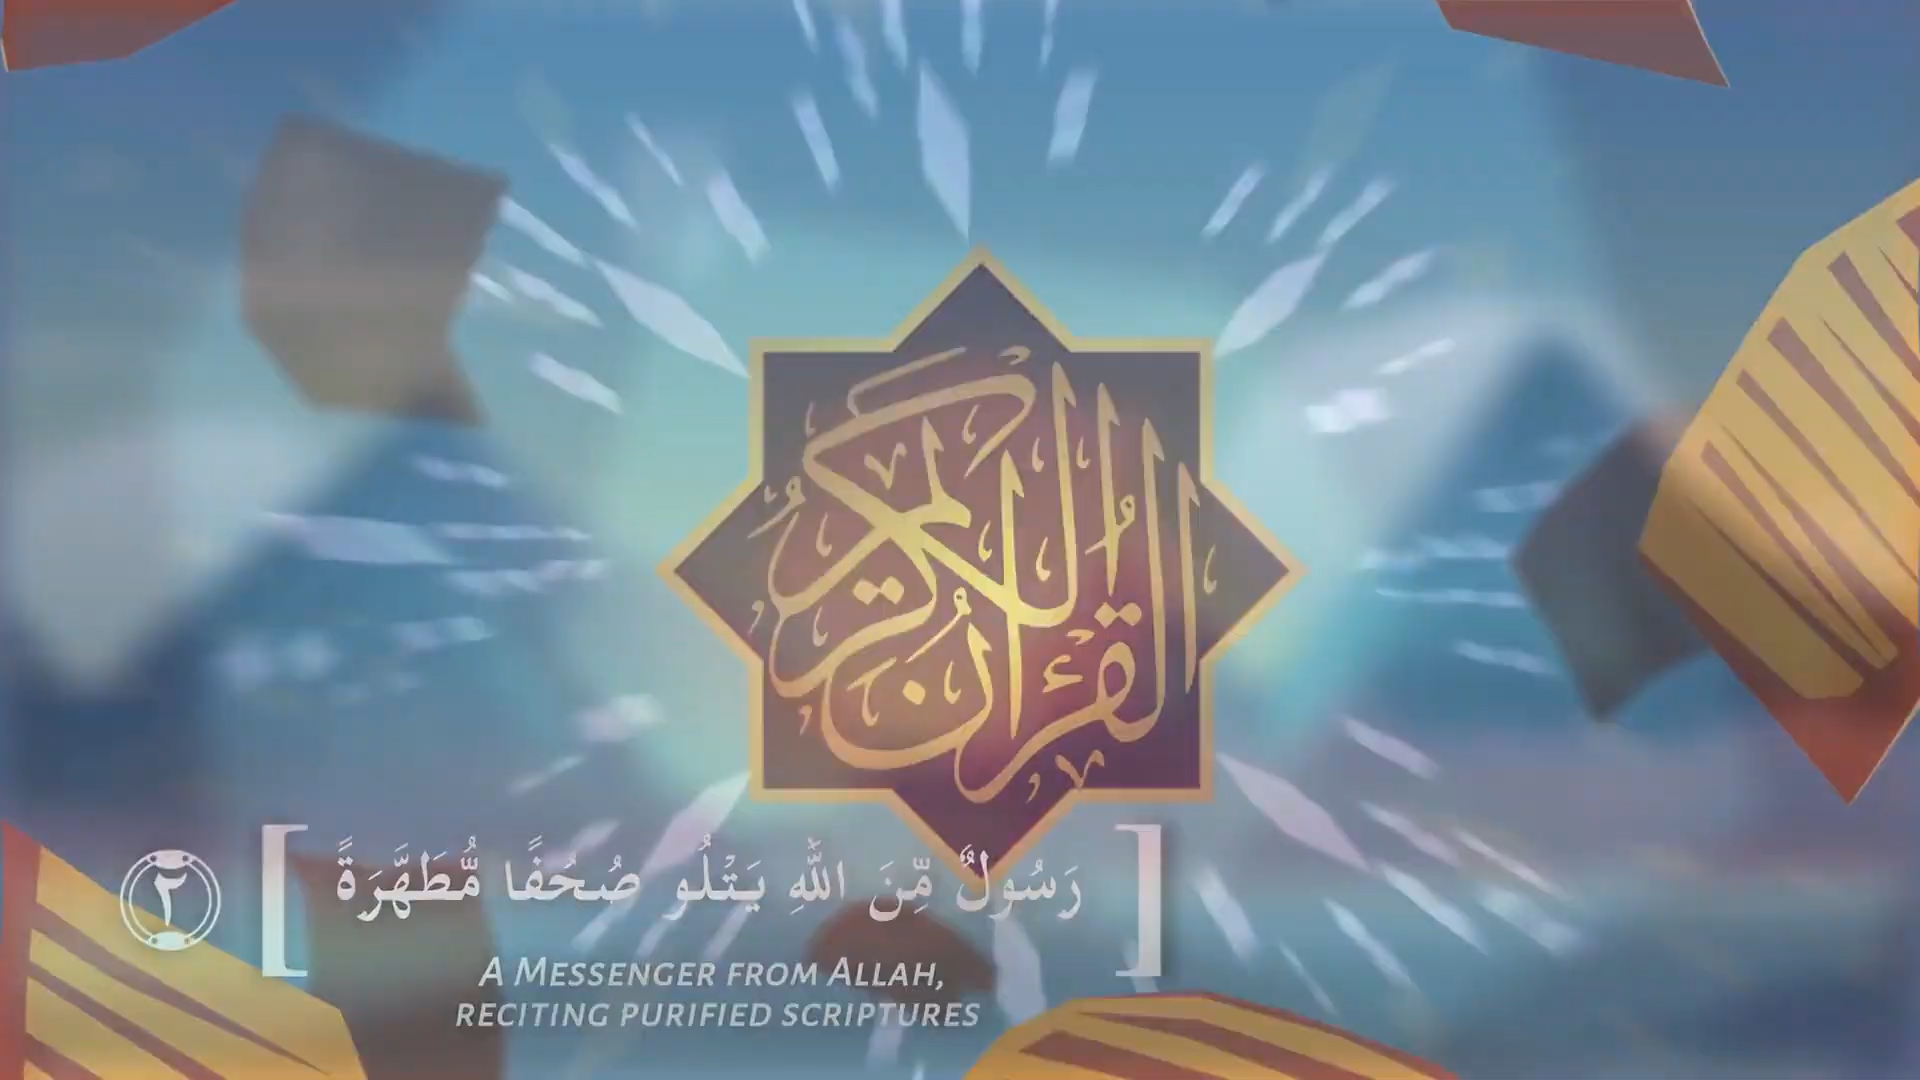 القرآن الكريم
رَسُولٌ مِّنَ اللَّهِ يَتْلُو صُحُفًا مُّطَهَّرَةً
٢
A MESSENGER FROM ALLAH,
RECITING PURIFIED SCRIPTURES